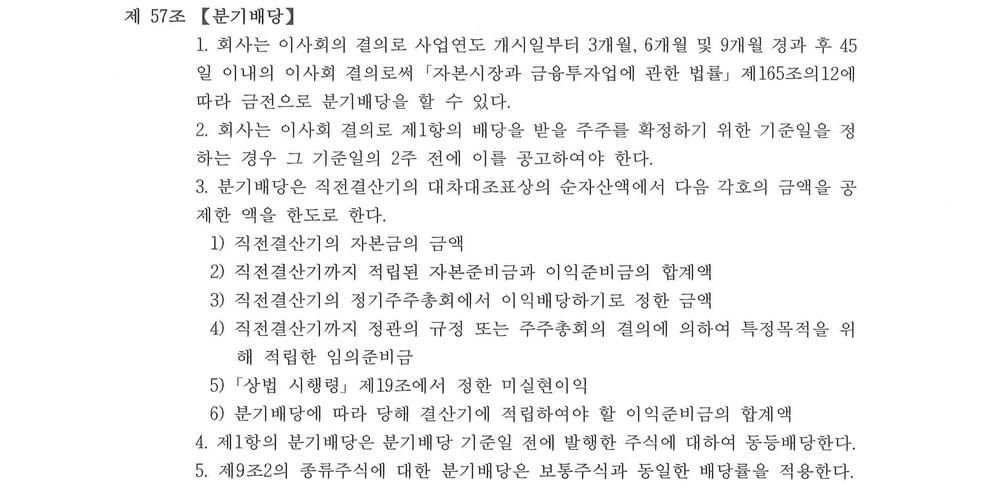 제 57조 【분기배당】
1. 회사는 이사회의 결의로 사업연도 개시일부터 3개월, 6개월 및 9개월 경과 후 45
일 이내의 이사회 결의로써 「자본시장과 금융투자업에 관한 법률」 제165조의12에
따라 금전으로 분기배당을 할 수 있다.
2. 회사는 이사회 결의로 제1항의 배당을 받을 주주를 확정하기 위한 기준일을 정
하는 경우 그 기준일의 2주 전에 이를 공고하여야 한다.
3. 분기배당은 직전결산기의 대차대조표상의 순자산액에서 다음 각호의 금액을 공
제한 액을 한도로 한다.
1) 직전결산기의 자본금의 금액
2) 직전결산기까지 적립된 자본준비금과 이익준비금의 합계액
3) 직전결산기의 정기주주총회에서 이익배당하기로 정한 금액
4) 직전결산기까지 정관의 규정 또는 주주총회의 결의에 의하여 특정목적을 위
해 적립한 임의준비금
5) 「상법 시행령」 제19조에서 정한 미실현이익
6) 분기배당에 따라 당해 결산기에 적립하여야 할 이익준비금의 합계액
4. 제1항의 분기배당은 분기배당 기준일 전에 발행한 주식에 대하여 동등배당한다.
5. 제9조2의 종류주식에 대한 분기배당은 보통주식과 동일한 배당률을 적용한다.